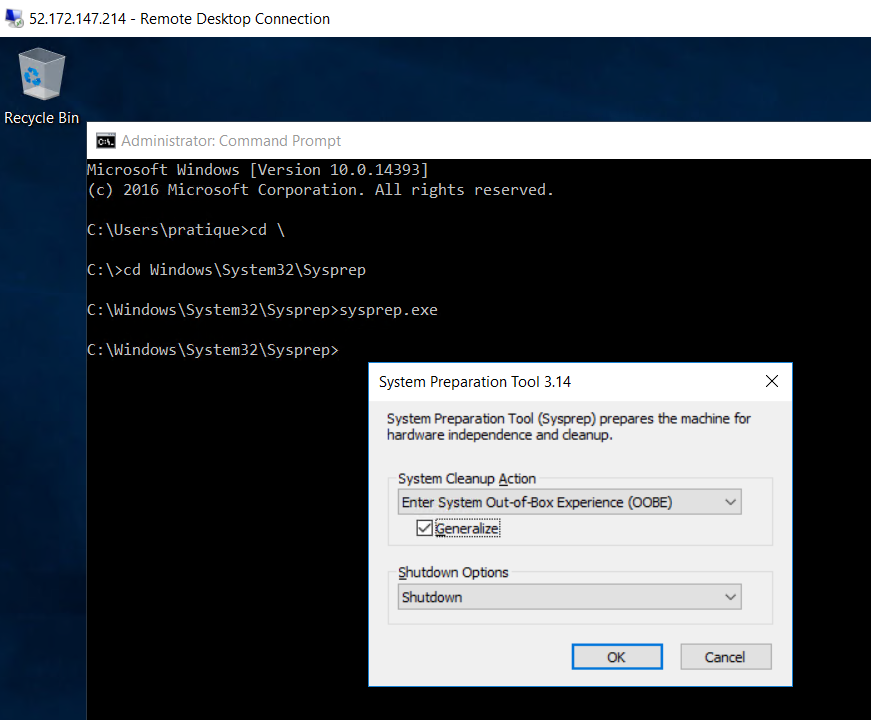 52.172.147.214 - Remote Desktop Connection
Recycle Bin
Administrator: Command Prompt
Microsoft Windows [Version 10.0.14393]
(c) 2016 Microsoft Corporation. All rights reserved.
C:\Users\pratique>cd \
C:\>cd Windows\System32\Sysprep
C:\Windows\System32\Sysprep>sysprep.exe
C:\Windows\System32\Sysprep>
System Preparation Tool 3.14
System Preparation Tool (Sysprep) prepares the machine for
hardware independence and cleanup.
System Cleanup Action
Enter System Out-of-Box Experience (OOBE)
Generalize
Shutdown Options
Shutdown
OK
Cancel